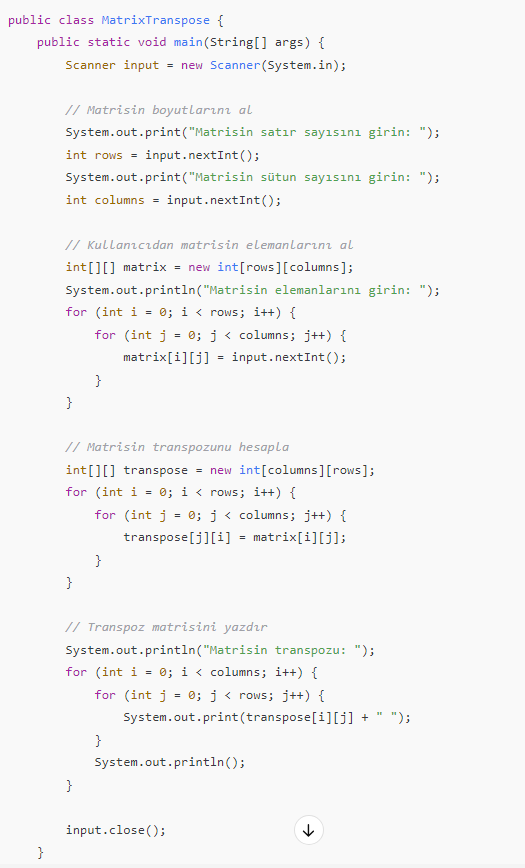 public class MatrixTranspose {
    public static void main(String[] args) {
        Scanner input = new Scanner(System.in);

        // Matrisin boyutlarını al
        System.out.print("Matrisin satır sayısını girin: ");
        int rows = input.nextInt();
        System.out.print("Matrisin sütun sayısını girin: ");
        int columns = input.nextInt();

        // Kullanıcıdan matrisin elemanlarını al
        int[][] matrix = new int[rows][columns];
        System.out.println("Matrisin elemanlarını girin: ");
        for (int i = 0; i < rows; i++) {
            for (int j = 0; j < columns; j++) {
                matrix[i][j] = input.nextInt();
            }
        }

        // Matrisin transpozunu hesapla
        int[][] transpose = new int[columns][rows];
        for (int i = 0; i < rows; i++) {
            for (int j = 0; j < columns; j++) {
                transpose[j][i] = matrix[i][j];
            }
        }

        // Transpoz matrisini yazdır
        System.out.println("Matrisin transpozu: ");
        for (int i = 0; i < columns; i++) {
            for (int j = 0; j < rows; j++) {
                System.out.print(transpose[i][j] + " ");
            }
            System.out.println();
        }

        input.close();
    }